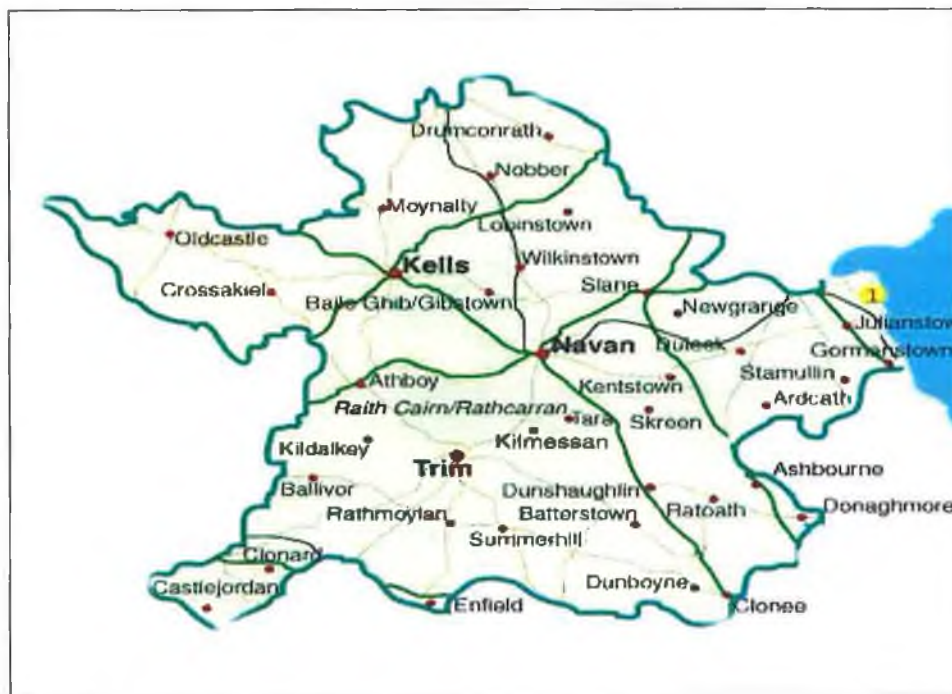 Drumconrath
Nobber
Moynalty
Lobinstown
Oldcastle
Kells
Wilkinstown
Crossakiel
Baile Ghib/Gibstown
Slane
1
Newgrange
Julianstow
Navan
Duleek
Gormanstown
Athboy
Kentstown
Stamullin
Raith Cairn/Rathcarran
Tara
Skreen
Ardcath
Kildalkey
Kilmessan
Trim
Ashbourne
Ballivor
Dunshaughlin
Ratoath
Donaghmore
Rathmoylan
Batterstown
Summerhill
Clonard
Castlejordan
Dunboyne
Enfield
Clonee